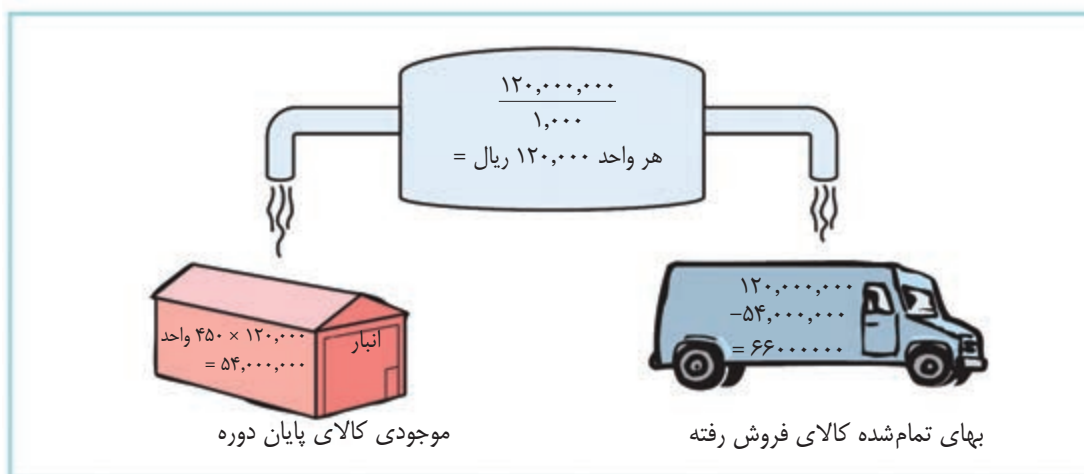 ۱۲۰,۰۰۰,۰۰۰
۱,۰۰۰
هر واحد ۱۲۰,۰۰۰ ریال =
۱۲۰,۰۰۰,۰۰۰
−۵۴,۰۰۰,۰۰۰
= ۶۶۰۰۰۰۰۰
بهای تمام‌شده کالای فروش رفته
انبار
۱۲۰,۰۰۰ × ۴۵۰ واحد
= ۵۴,۰۰۰,۰۰۰
موجودی کالای پایان دوره